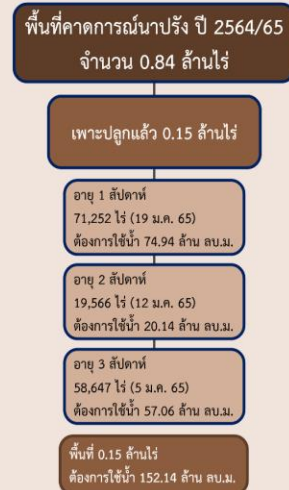 พื้นที่คาดการณ์นาปรัง ปี 2564/65
จำนวน 0.84 ล้านไร่
เพาะปลูกแล้ว 0.15 ล้านไร่
อายุ 1 สัปดาห์
71,252 ไร่ (19 ม.ค. 65)
ต้องการใช้น้ำ 74.94 ล้าน ลบ.ม.
อายุ 2 สัปดาห์
19,566 ไร่ (12 ม.ค. 65)
ต้องการใช้น้ำ 20.14 ล้าน ลบ.ม.
อายุ 3 สัปดาห์
58,647 ไร่ (5 ม.ค. 65)
ต้องการใช้น้ำ 57.06 ล้าน ลบ.ม.
พื้นที่ 0.15 ล้านไร่
ต้องการใช้น้ำ 152.14 ล้าน ลบ.ม.